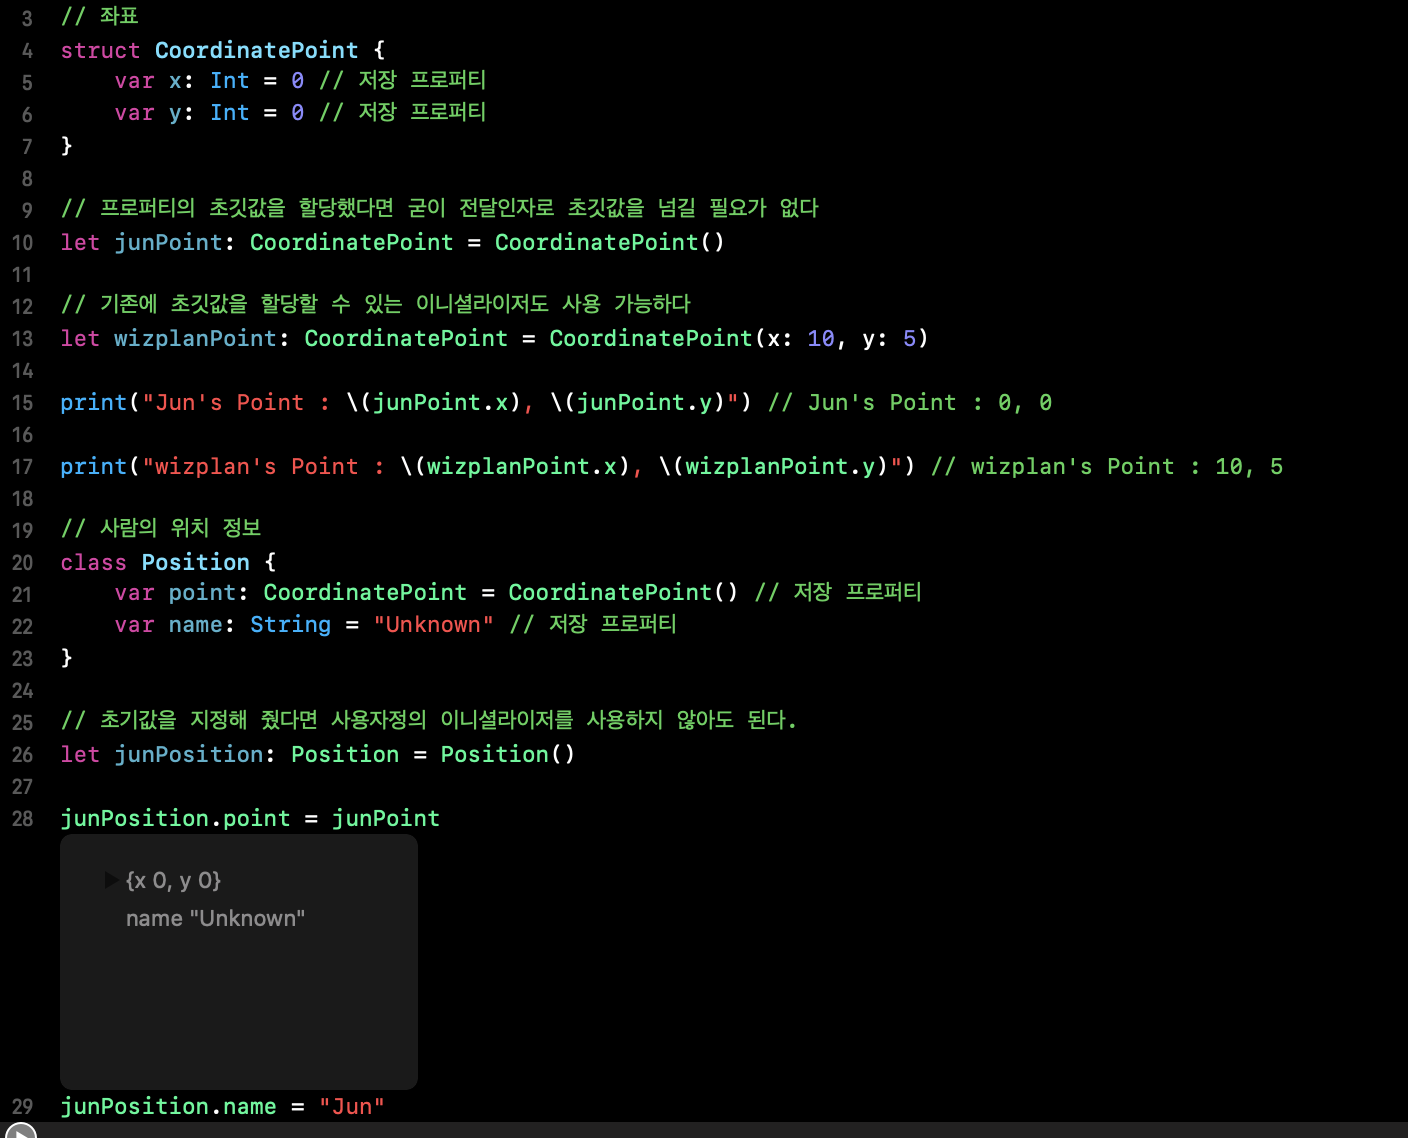 3 // 좌표
4 struct CoordinatePoint {
5 var x: Int = 0 // 저장 프로퍼티
6 var y: Int = 0 // 저장 프로퍼티
7 }
8
9 // 프로퍼티의 초깃값을 할당했다면 굳이 전달인자로 초깃값을 넘길 필요가 없다
10 let junPoint: CoordinatePoint = CoordinatePoint()
11
12 // 기존에 초깃값을 할당할 수 있는 이니셜라이저도 사용 가능하다
13 let wizplanPoint: CoordinatePoint = CoordinatePoint(x: 10, y: 5)
14
15 print("Jun's Point : \(junPoint.x), \(junPoint.y)") // Jun's Point : 0, 0
16
17 print("wizplan's Point : \(wizplanPoint.x), \(wizplanPoint.y)") // wizplan's Point : 10, 5
18
19 // 사람의 위치 정보
20 class Position {
21 var point: CoordinatePoint = CoordinatePoint() // 저장 프로퍼티
22 var name: String = "Unknown" // 저장 프로퍼티
23 }
24
25 // 초기값을 지정해 줬다면 사용자정의 이니셜라이저를 사용하지 않아도 된다.
26 let junPosition: Position = Position()
27
28 junPosition.point = junPoint
{x 0, y 0}
name "Unknown"
29 junPosition.name = "Jun"